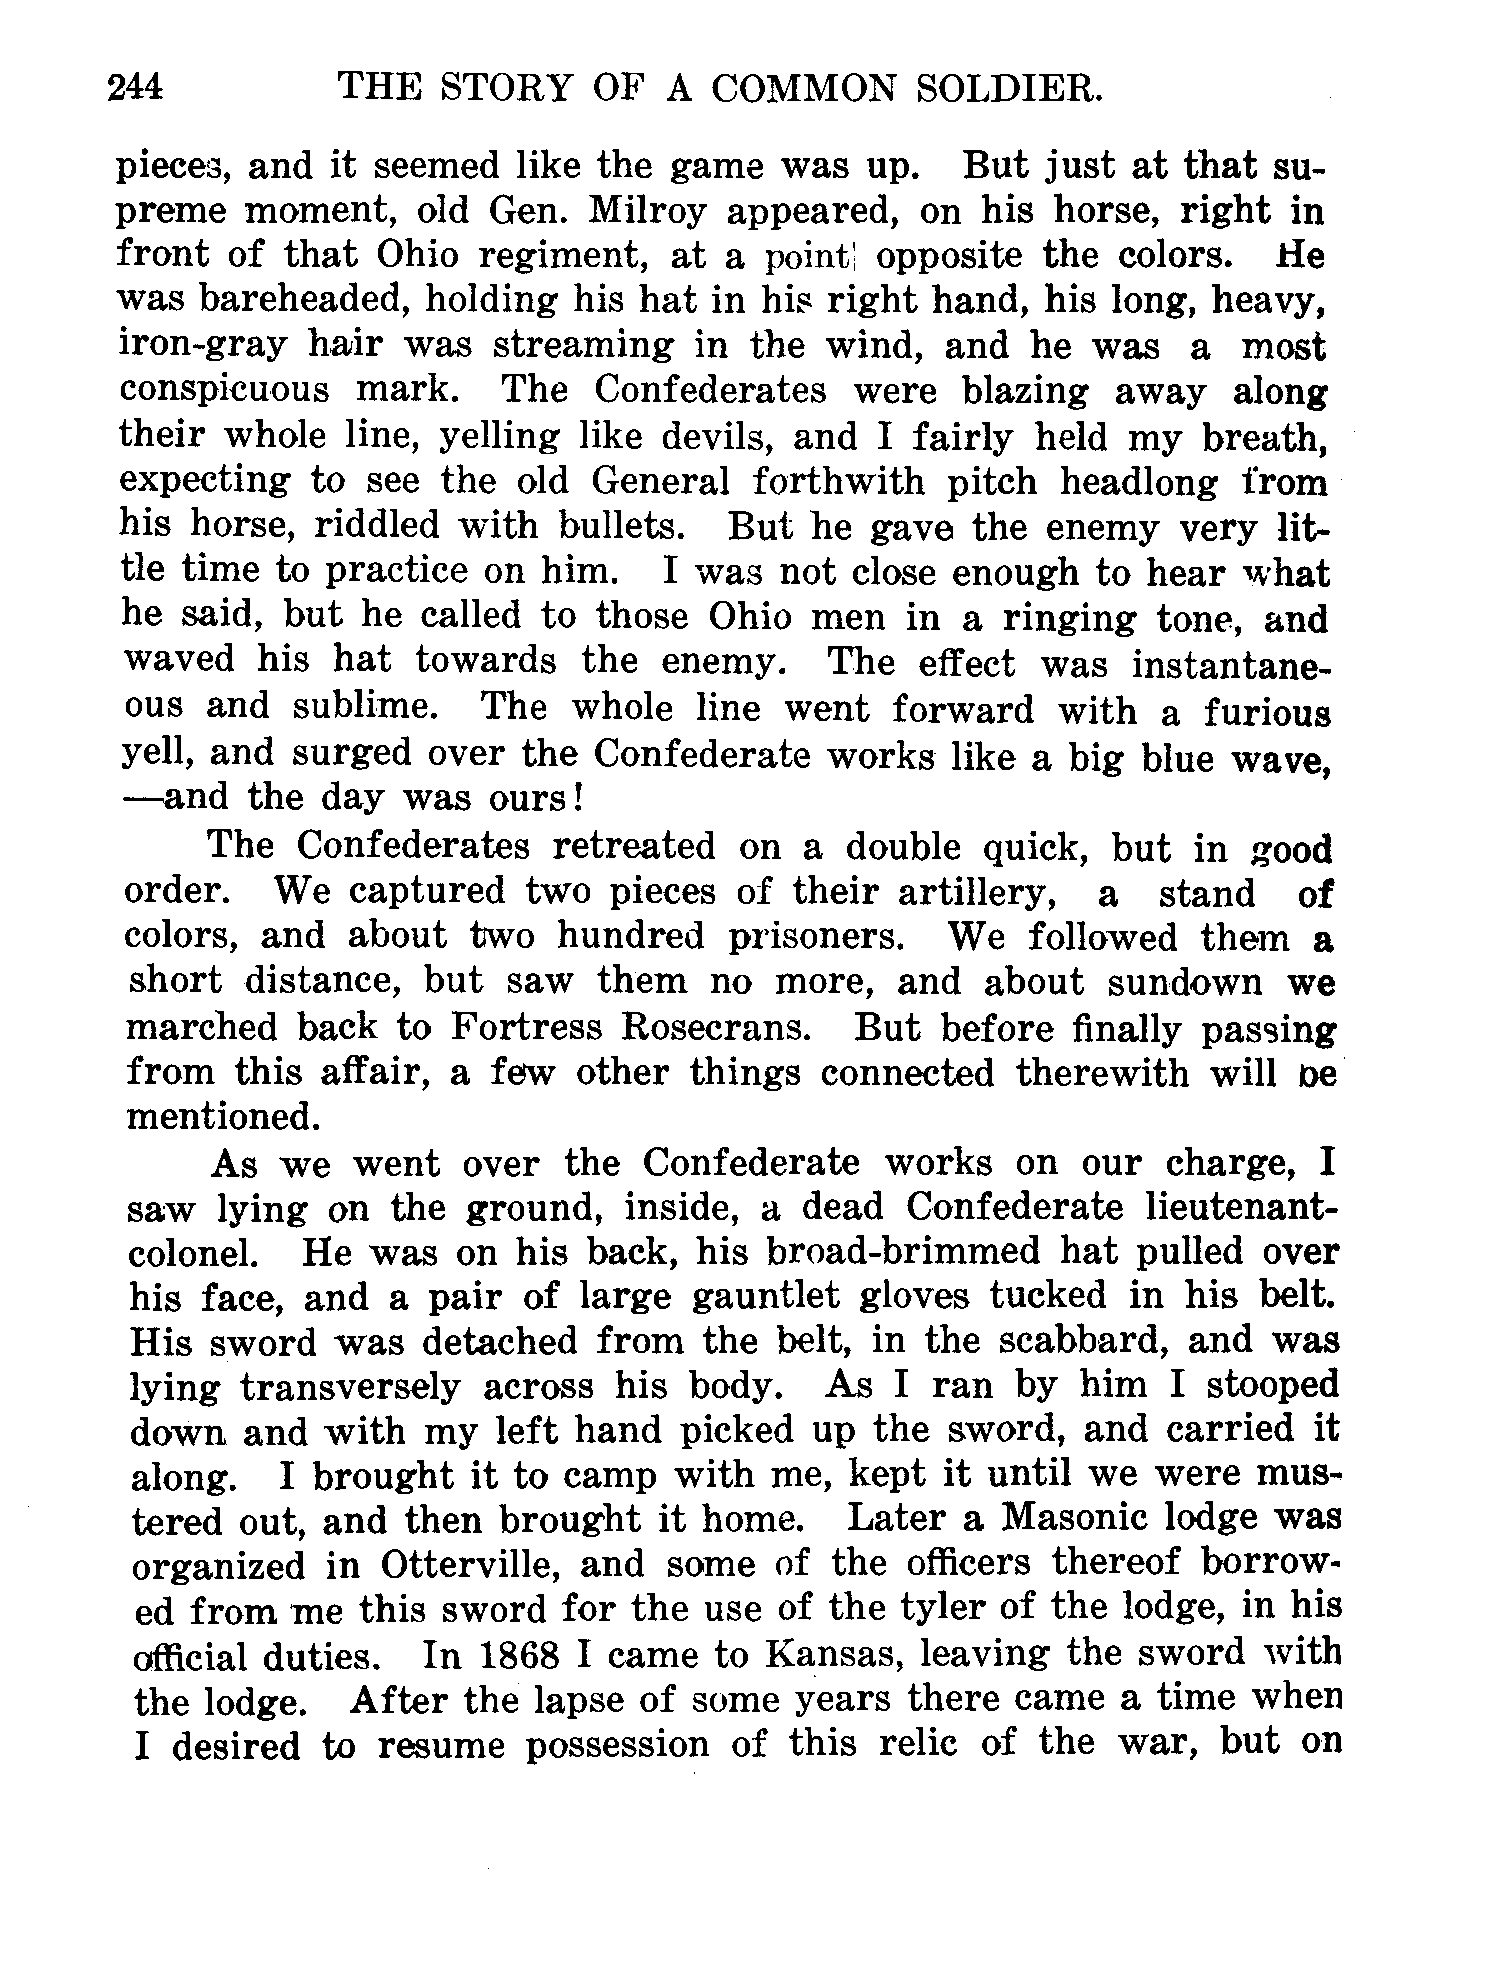 244 THE STORY OF A COMMON SOLDIER.
pieces, and it seemed like the game was up. But just at that su-
preme moment, old Gen. Milroy appeared, on his horse, right in
front of that Ohio regiment, at a point opposite the colors. He
was bareheaded, holding his hat in his right hand, his long, heavy,
iron-gray hair was streaming in the wind, and he was a most
conspicuous mark. The Confederates were blazing away along
their whole line, yelling like devils, and I fairly held my breath,
expecting to see the old General forthwith pitch headlong from
his horse, riddled with bullets. But he gave the enemy very lit-
tle time to practice on him. I was not close enough to hear what
he said, but he called to those Ohio men in a ringing tone, and
waved his hat towards the enemy. The effect was instantane-
ous and sublime. The whole line went forward with a furious
yell, and surged over the Confederate works like a big blue wave,
—and the day was ours!
The Confederates retreated on a double quick, but in good
order. We captured two pieces of their artillery, a stand of
colors, and about two hundred prisoners. We followed them a
short distance, but saw them no more, and about sundown we
marched back to Fortress Rosecrans. But before finally passing
from this affair, a few other things connected therewith will be
mentioned.
As we went over the Confederate works on our charge, I
saw lying on the ground, inside, a dead Confederate lieutenant-
colonel. He was on his back, his broad-brimmed hat pulled over
his face, and a pair of large gauntlet gloves tucked in his belt.
His sword was detached from the belt, in the scabbard, and was
lying transversely across his body. As I ran by him I stooped
down and with my left hand picked up the sword, and carried it
along. I brought it to camp with me, kept it until we were mus-
tered out, and then brought it home. Later a Masonic lodge was
organized in Otterville, and some of the officers thereof borrow-
ed from me this sword for the use of the tyler of the lodge, in his
official duties. In 1868 I came to Kansas, leaving the sword with
the lodge. After the lapse of some years there came a time when
I desired to resume possession of this relic of the war, but on